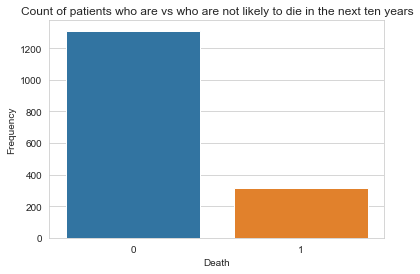 Count of patients who are vs who are not likely to die in the next ten years
1200
1000
800
600
400
200
0
Frequency
0 1
Death